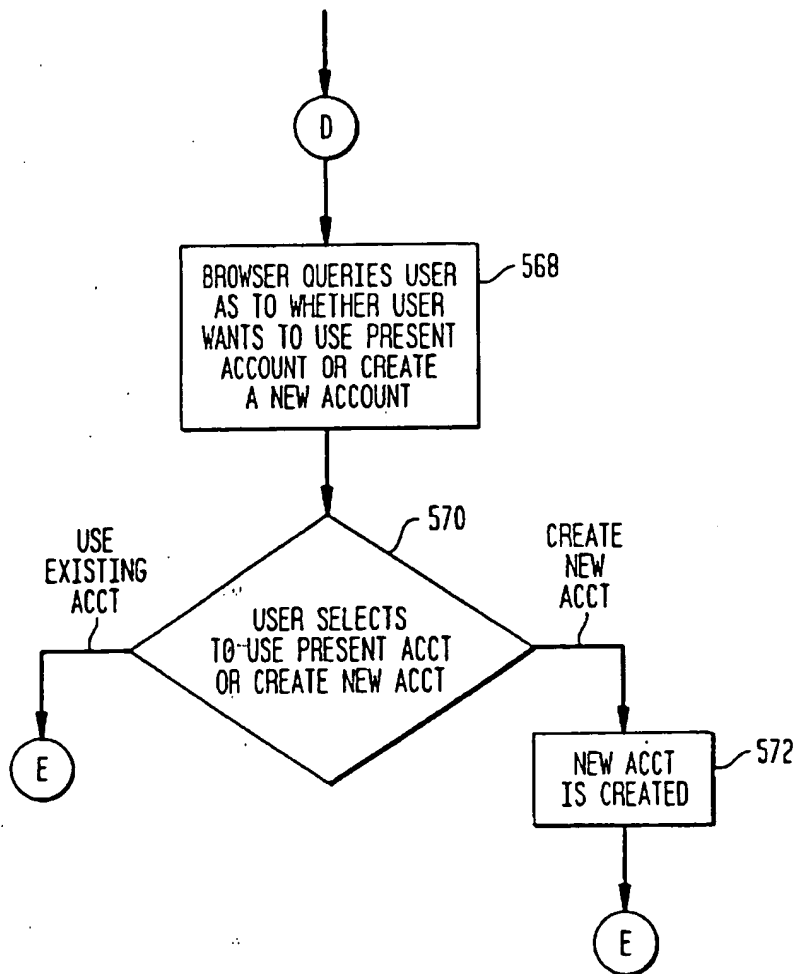 D
BROWSER QUERIES USER
AS TO WHETHER USER
WANTS TO USE PRESENT
ACCOUNT OR CREATE
A NEW ACCOUNT
568
570
USE
EXISTING
ACCT
CREATE
NEW
ACCT
USER SELECTS
TO USE PRESENT ACCT
OR CREATE NEW ACCT
E
NEW ACCT
IS CREATED
572
E